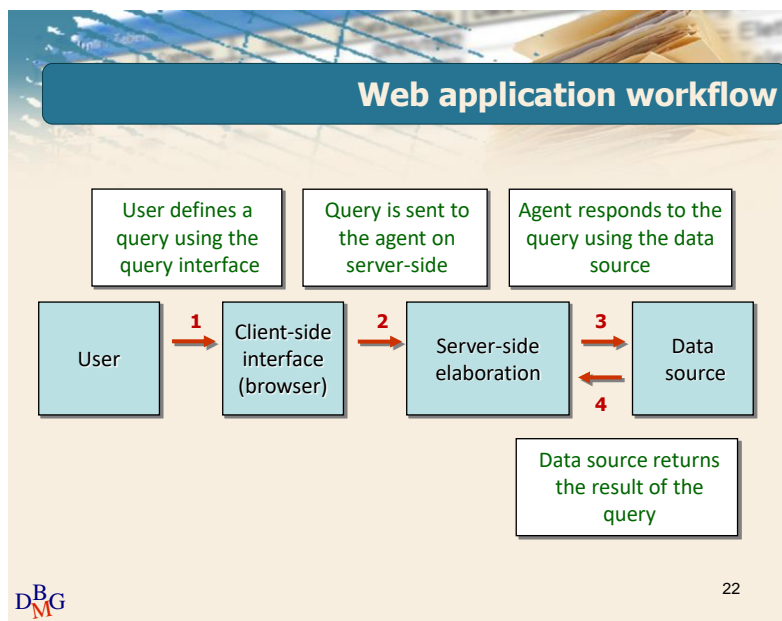 Web application workflow
User defines a
query using the
query interface
Query is sent to
the agent on
server-side
Agent responds to the
query using the data
source
User
1
Client-side
interface
(browser)
2
Server-side
elaboration
3
4
Data
source
Data source returns
the result of the
query
DBMG
22